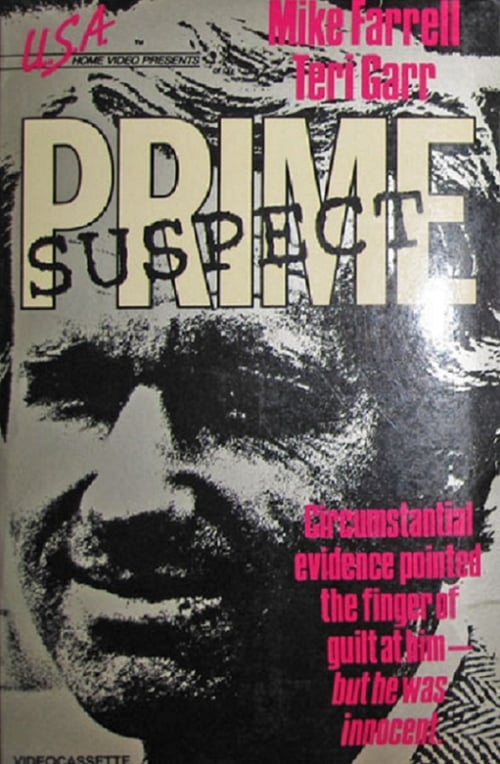 Mike Farrell
Teri Garr
U.S.A. ™
HOME VIDEO PRESENTS
PRIME
SUSPECT
Circumstantial
evidence pointed
the finger of
guilt at him —
but he was
innocent.
VIDEOCASSETTE